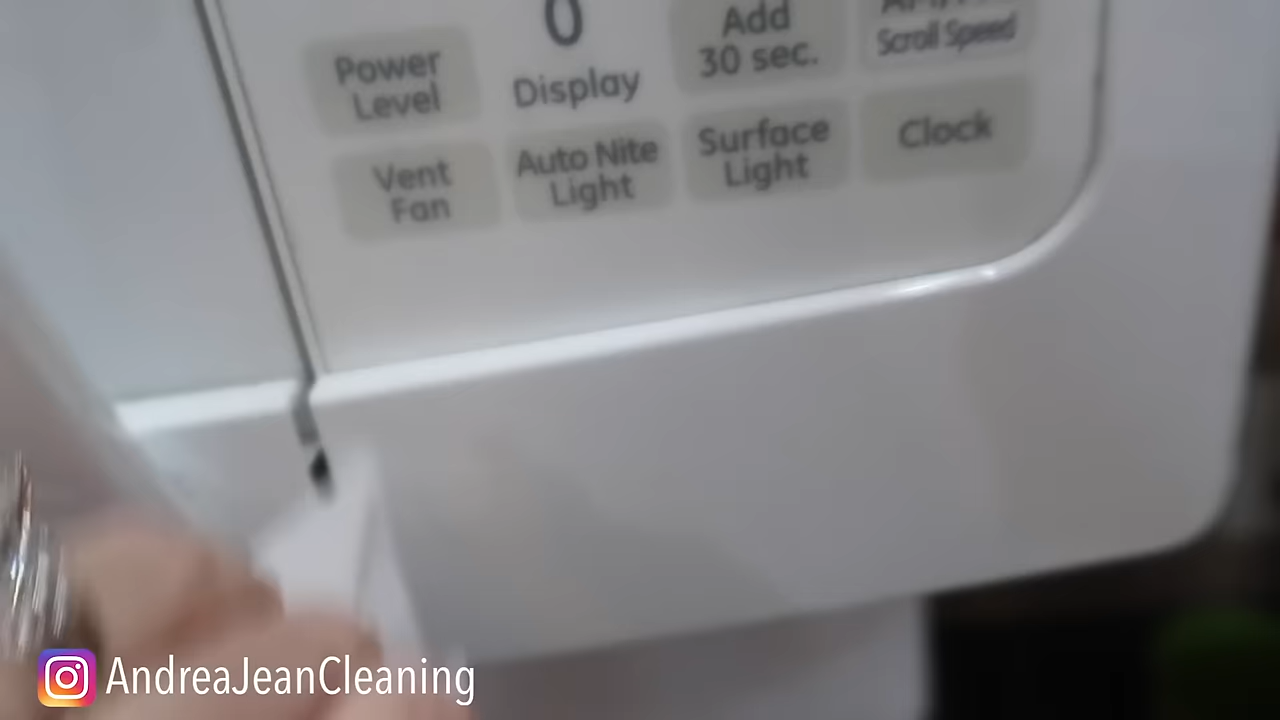 0
Add
30 sec.
Scroll Speed
Power
Level
Display
Vent
Fan
Auto Nite
Light
Surface
Light
Clock
AndreaJeanCleaning